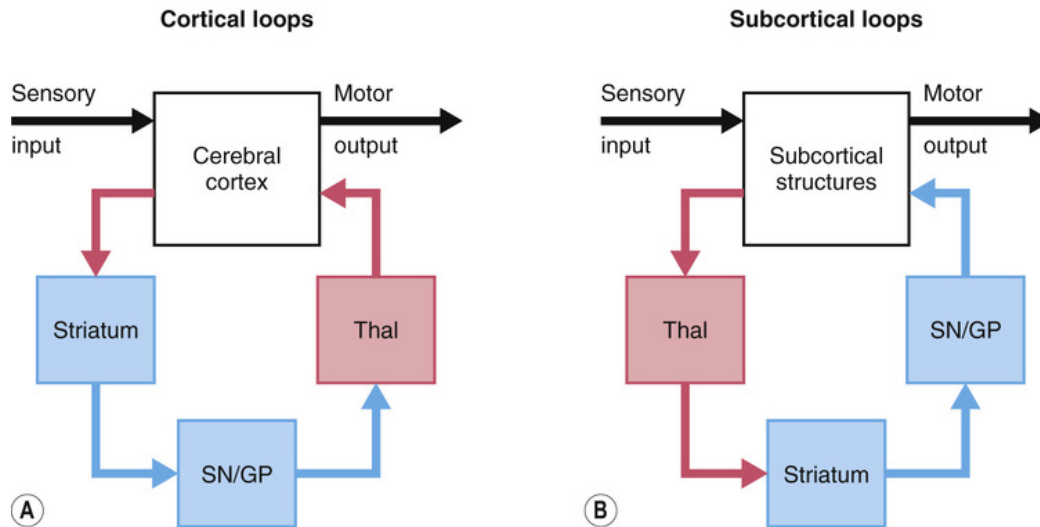 Cortical loops
Sensory
input
Cerebral
cortex
Motor
output
Striatum
Thal
SN/GP
A
Subcortical loops
Sensory
input
Subcortical
structures
Motor
output
Thal
SN/GP
Striatum
B